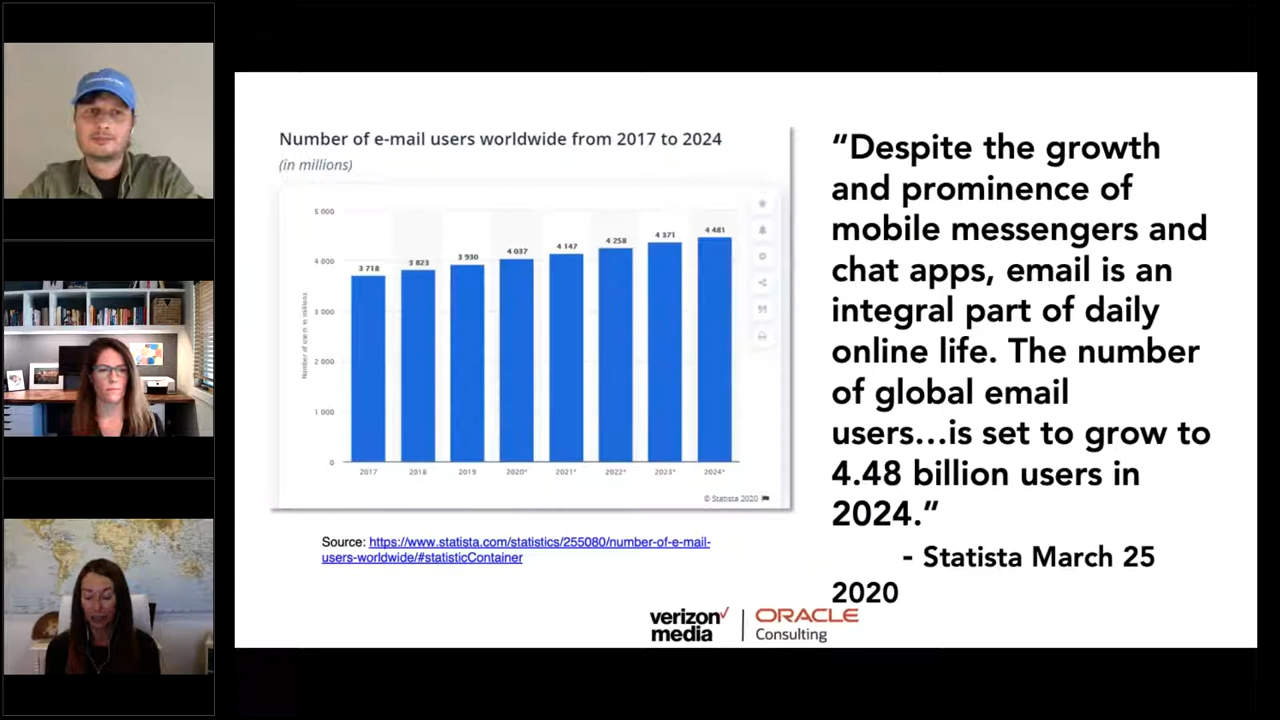 Number of e-mail users worldwide from 2017 to 2024
(in millions)
5 000
4 000
3 000
2 000
1 000
0
Number of users in millions
3 718
3 823
3 930
4 037
4 147
4 258
4 371
4 481
2017
2018
2019
2020*
2021*
2022*
2023*
2024*
© Statista 2020
Source: https://www.statista.com/statistics/255080/number-of-e-mail-
users-worldwide/#statisticContainer
“Despite the growth
and prominence of
mobile messengers and
chat apps, email is an
integral part of daily
online life. The number
of global email
users...is set to grow to
4.48 billion users in
2024.”
- Statista March 25
2020
verizon
media
ORACLE
Consulting